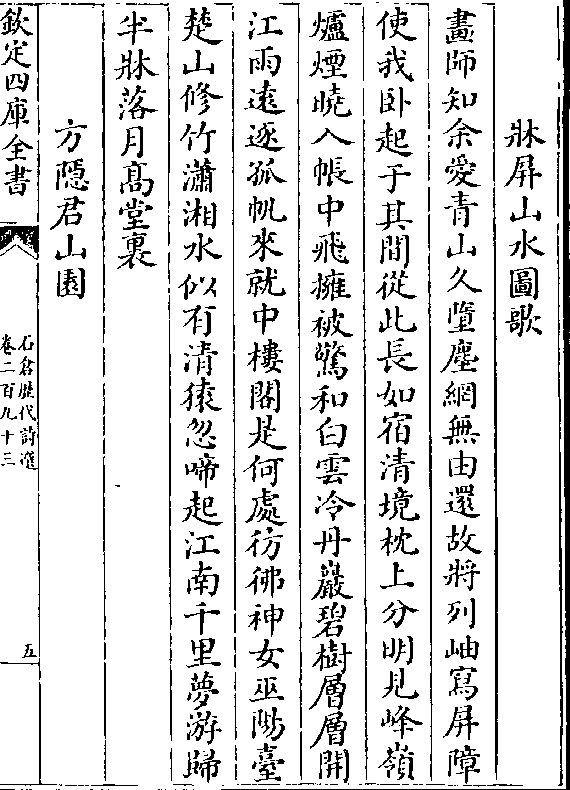 牀屏山水圖歌
畫師知余愛青山久墮塵網無由還故將列岫寫屏障
使我卧起于其間從此長如宿清境枕上分明見峰嶺
爐煙曉入帳中飛擁被驚和白雲冷丹巖碧樹層層開
江雨遠逐孤帆來就中樓閣是何處彷彿神女巫陽臺
楚山修竹瀟湘水似有清猿忽啼起江南千里夢游歸
半牀落月髙堂裏
方隱君山園
欽定四庫全書
石倉歴代詩選
卷二百九十三
五